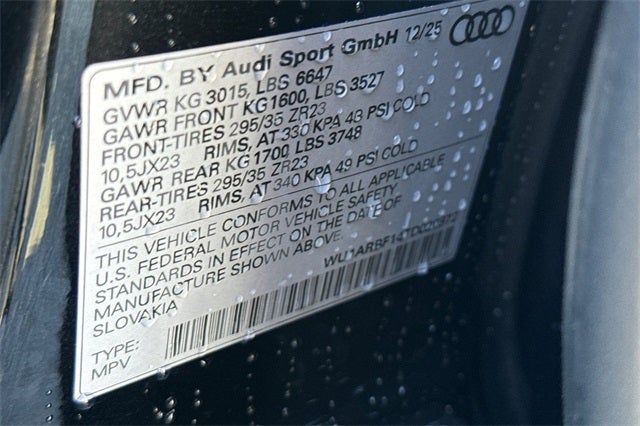 MFD. BY Audi Sport GmbH 12/25
GVWR KG 3015, LBS 6647
GAWR FRONT KG1600, LBS 3527
FRONT-TIRES 295/35 ZR23
10,5JX23 RIMS, AT 330 KPA 48 PSI COLD
GAWR REAR KG 1700, LBS 3748
REAR-TIRES 295/35 ZR23
10,5JX23 RIMS, AT 340 KPA 49 PSI COLD
THIS VEHICLE CONFORMS TO ALL APPLICABLE
U.S. FEDERAL MOTOR VEHICLE SAFETY
STANDARDS IN EFFECT ON THE DATE OF
MANUFACTURE SHOWN ABOVE.
SLOVAKIA
TYPE:
MPV